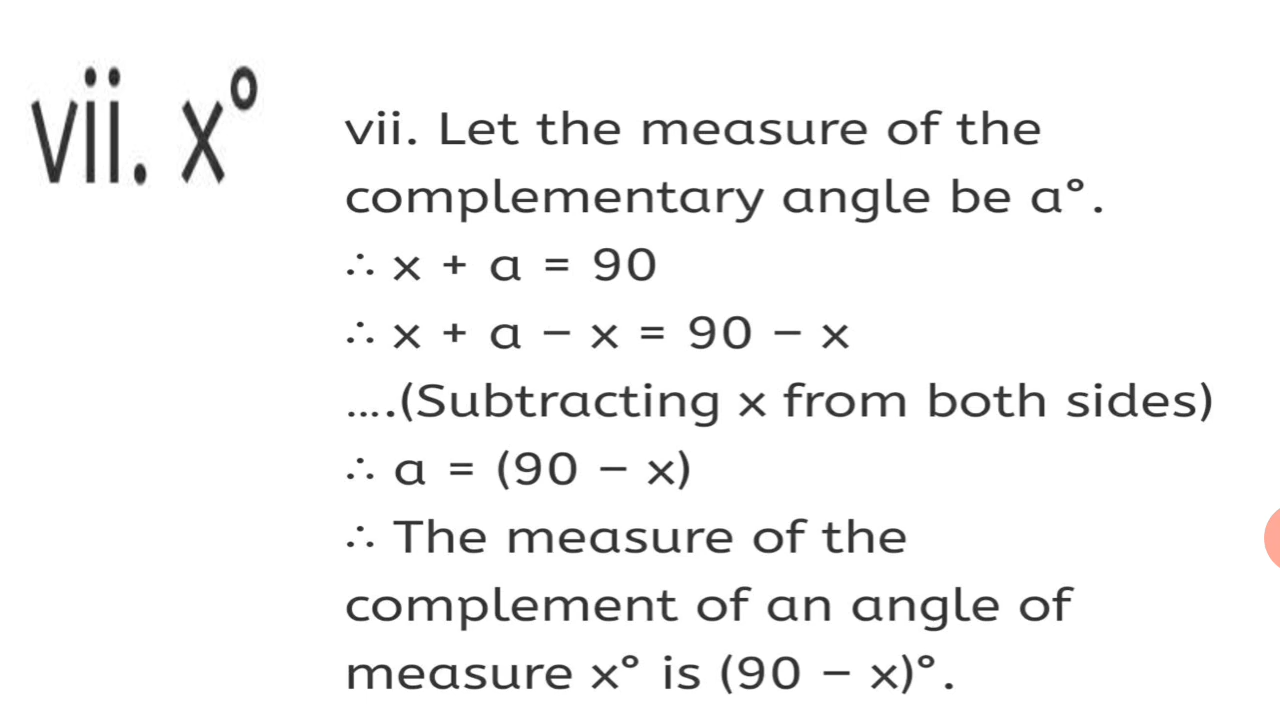 vii. x°
vii. Let the measure of the
complementary angle be a°.
∴ x + a = 90
∴ x + a – x = 90 – x
....(Subtracting x from both sides)
∴ a = (90 – x)
∴ The measure of the
complement of an angle of
measure x° is (90 – x)°.